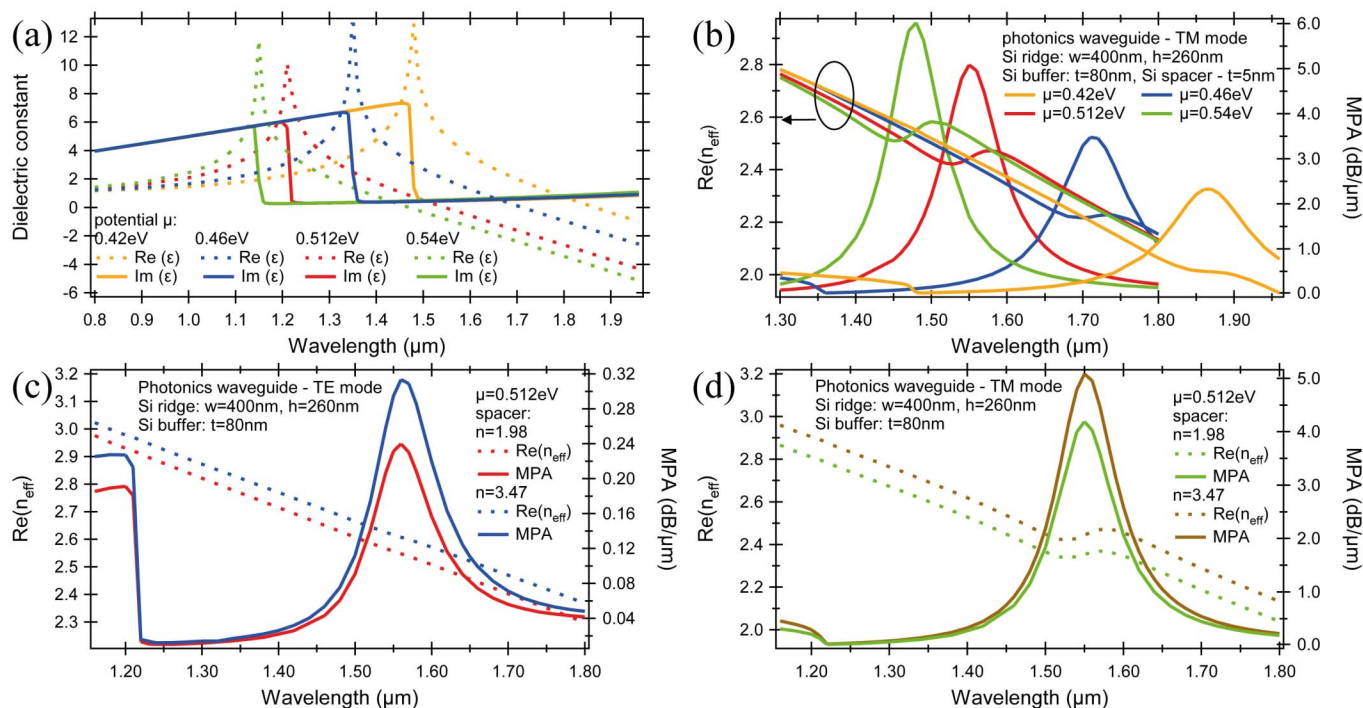 (a)
Dielectric constant
12
10
8
6
4
2
0
2
4
-6
potential μ:
0.42eV 0.46eV 0.512eV 0.54eV
Re (ε) Re (ε) Re (ε) Re (ε)
Im (ε) Im (ε) Im (ε) Im (ε)
0.8 0.9 1.0 1.1 1.2 1.3 1.4 1.5 1.6 1.7 1.8 1.9
Wavelength (μm)
(b)
Re(neff)
2.8
2.6
2.4
2.2
2.0
photonics waveguide - TM mode
Si ridge: w=400nm, h=260nm
Si buffer: t=80nm, Si spacer - t=5nm
μ=0.42eV μ=0.46eV
μ=0.512eV μ=0.54eV
6.0
5.0
4.0
3.0
2.0
1.0
0.0
MPA (dB/μm)
1.30 1.40 1.50 1.60 1.70 1.80 1.90
Wavelength (μm)
(c)
Re(neff)
3.2
3.1
3.0
2.9
2.8
2.7
2.6
2.5
2.4
2.3
Photonics waveguide - TE mode
Si ridge: w=400nm, h=260nm
Si buffer: t=80nm
μ=0.512eV
spacer:
n=1.98
Re(neff)
MPA
n=3.47
Re(neff)
MPA
0.32
0.28
0.24
0.20
0.16
0.12
0.08
0.04
MPA (dB/μm)
1.20 1.30 1.40 1.50 1.60 1.70 1.80
Wavelength (μm)
(d)
Re(neff)
3.2
3.0
2.8
2.6
2.4
2.2
2.0
Photonics waveguide - TM mode
Si ridge: w=400nm, h=260nm
Si buffer: t=80nm
μ=0.512eV
spacer:
n=1.98
Re(neff)
MPA
n=3.47
Re(neff)
MPA
5.0
4.0
3.0
2.0
1.0
0.0
MPA (dB/μm)
1.20 1.30 1.40 1.50 1.60 1.70 1.80
Wavelength (μm)